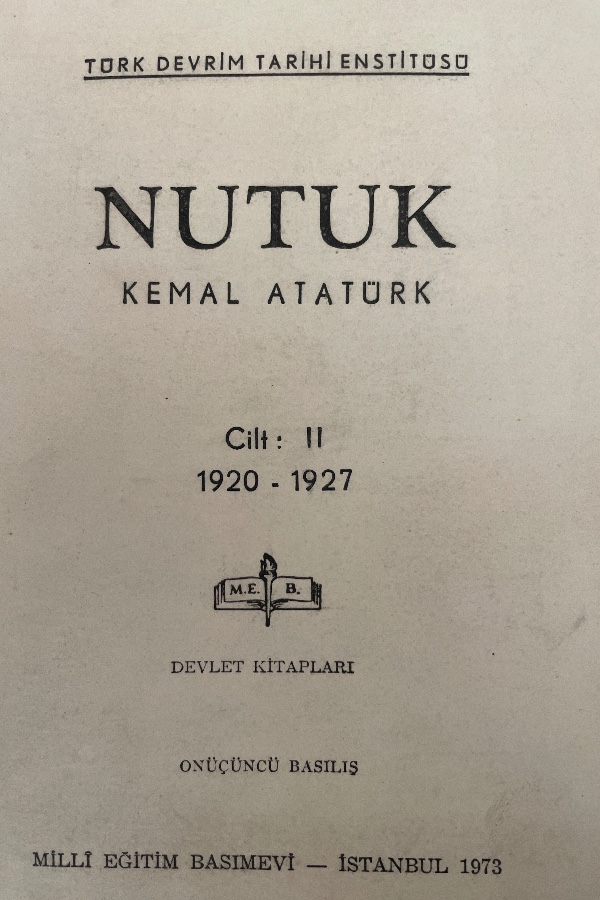 TÜRK DEVRİM TARİHİ ENSTİTÜSÜ
NUTUK
KEMAL ATATÜRK
Cilt : II
1920 - 1927
M.E. B.
DEVLET KİTAPLARI
ONÜÇÜNCÜ BASILIŞ
MİLLÎ EĞİTİM BASIMEVİ — İSTANBUL 1973